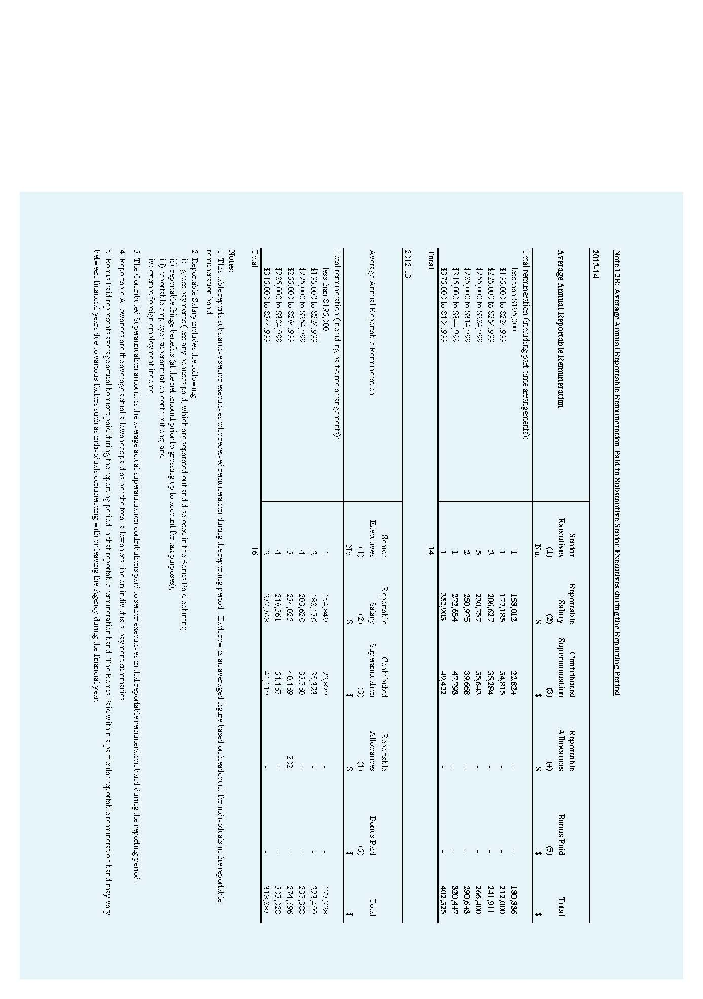 Note 12B: Average Annual Reportable Remuneration Paid to Substantive Senior Executives during the Reporting Period
2013-14
Average Annual Reportable Remuneration Senior Executives (1) No. Reportable Salary (2) $ Contributed Superannuation (3) $ Reportable Allowances (4) $ Bonus Paid (5) $ Total $
Total remuneration (including part-time arrangements):
less than $195,000 1 158,012 22,824 - - 180,836
$195,000 to $224,999 1 177,185 34,815 - - 212,000
$225,000 to $254,999 3 206,627 35,284 - - 241,911
$255,000 to $284,999 5 230,757 35,643 - - 266,400
$285,000 to $314,999 2 250,975 39,668 - - 290,643
$315,000 to $344,999 1 272,654 47,793 - - 320,447
$375,000 to $404,999 1 352,903 49,422 - - 402,325
Total 14
2012-13
Average Annual Reportable Remuneration Senior Executives (1) No. Reportable Salary (2) $ Contributed Superannuation (3) $ Reportable Allowances (4) $ Bonus Paid (5) $ Total $
Total remuneration (including part-time arrangements):
less than $195,000 1 154,849 22,879 - - 177,728
$195,000 to $224,999 2 188,176 35,323 - - 223,499
$225,000 to $254,999 4 203,628 33,760 - - 237,388
$255,000 to $284,999 3 234,025 40,469 202 - 274,696
$285,000 to $304,999 4 248,561 54,467 - - 303,028
$315,000 to $344,999 2 277,768 41,119 - - 318,887
Total 16
Notes:
1. This table reports substantive senior executives who received remuneration during the reporting period. Each row is an averaged figure based on headcount for individuals in the reportable
remuneration band.
2. Reportable Salary includes the following:
i) gross payments (less any bonuses paid, which are separated out and disclosed in the Bonus Paid column);
ii) reportable fringe benefits (at the net amount prior to grossing up to account for tax purposes);
iii) reportable employer superannuation contributions; and
iv) exempt foreign employment income.
3. The Contributed Superannuation amount is the average actual superannuation contributions paid to senior executives in that reportable remuneration band during the reporting period.
4. Reportable Allowances are the average actual allowances paid as per the total allowances line on individuals' payment summaries.
5. Bonus Paid represents average actual bonuses paid during the reporting period in that reportable remuneration band. The Bonus Paid within a particular reportable remuneration band may vary
between financial years due to various factors such as individuals commencing with or leaving the Agency during the financial year.